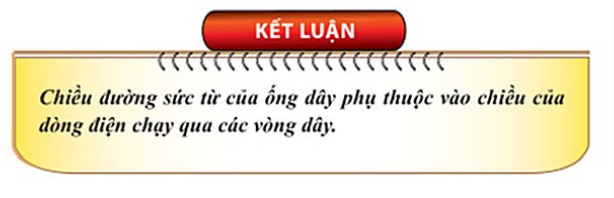 KẾT LUẬN
Chiều đường sức từ của ống dây phụ thuộc vào chiều của
dòng điện chạy qua các vòng dây.